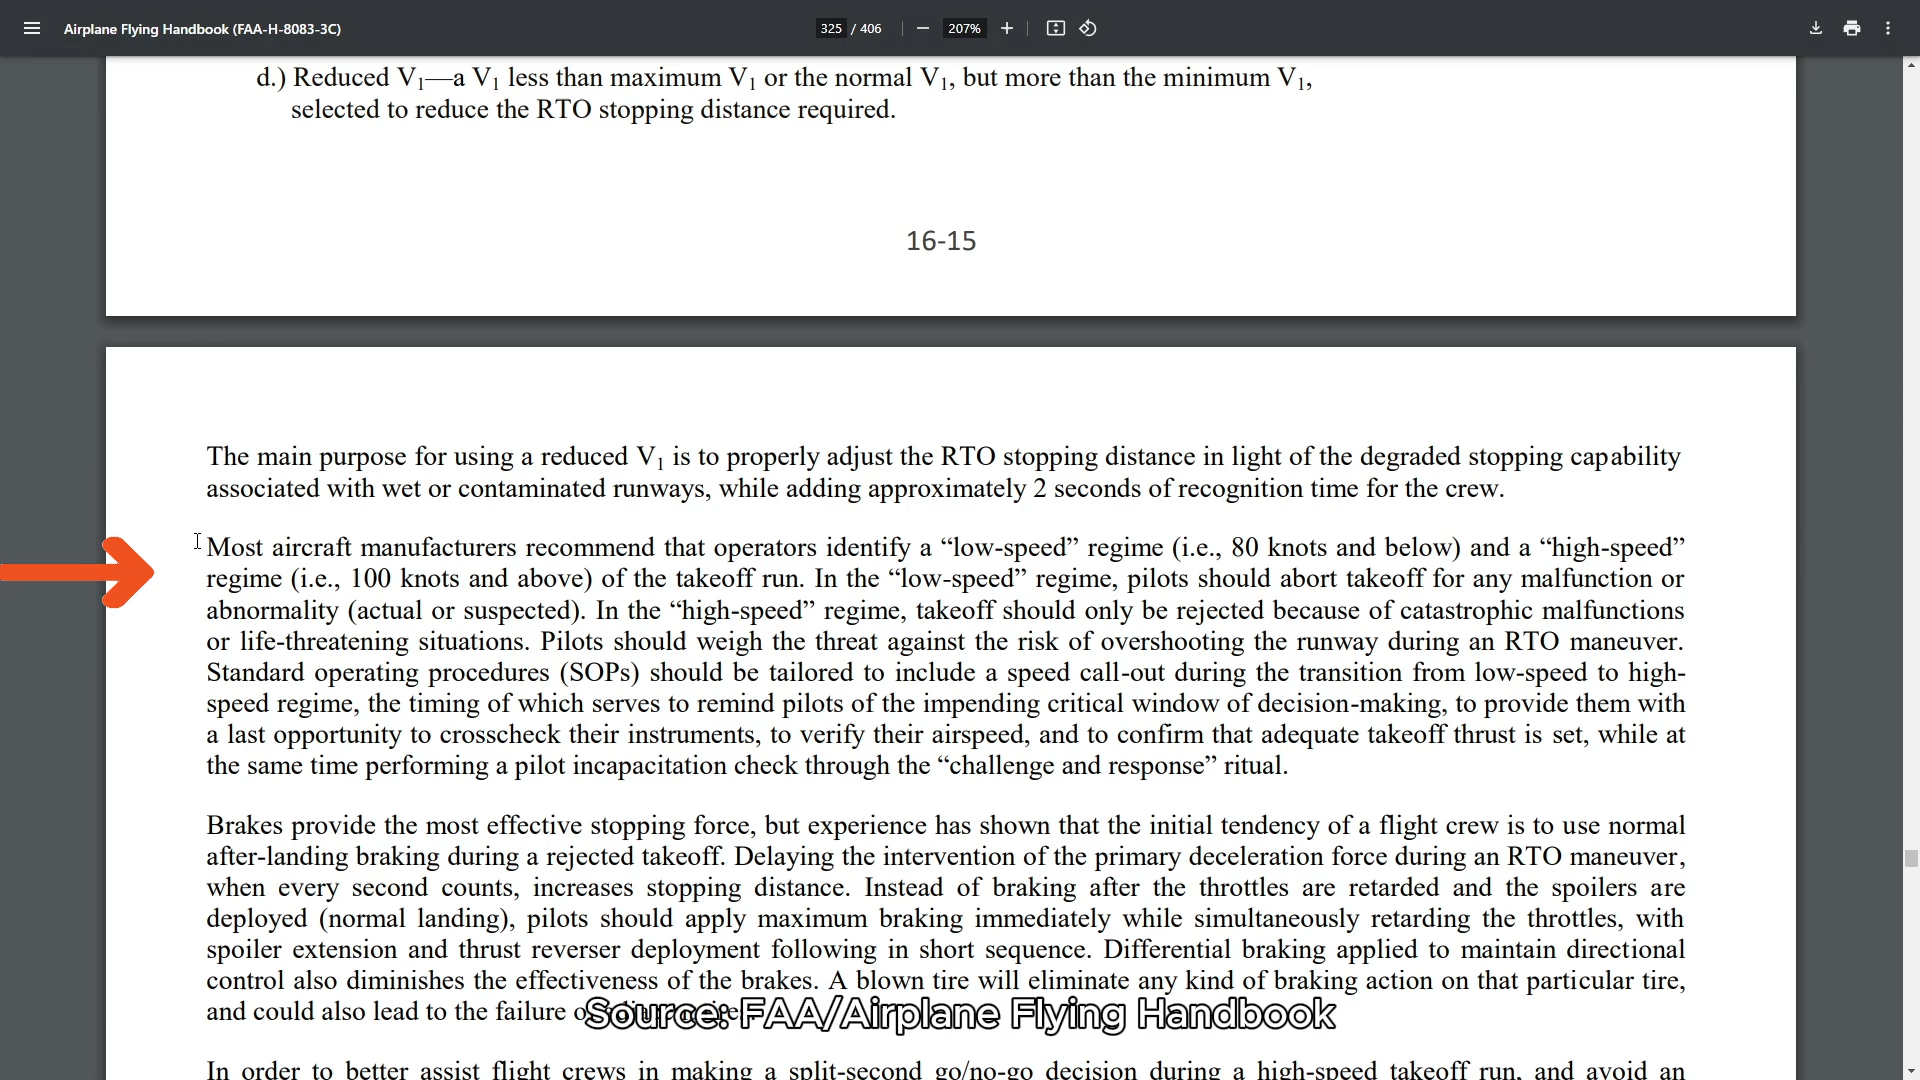 Airplane Flying Handbook (FAA-H-8083-3C)
325 / 406
207%
d.) Reduced V1—a V1 less than maximum V1 or the normal V1, but more than the minimum V1,
selected to reduce the RTO stopping distance required.
16-15
The main purpose for using a reduced V1 is to properly adjust the RTO stopping distance in light of the degraded stopping capability
associated with wet or contaminated runways, while adding approximately 2 seconds of recognition time for the crew.
Most aircraft manufacturers recommend that operators identify a “low-speed” regime (i.e., 80 knots and below) and a “high-speed”
regime (i.e., 100 knots and above) of the takeoff run. In the “low-speed” regime, pilots should abort takeoff for any malfunction or
abnormality (actual or suspected). In the “high-speed” regime, takeoff should only be rejected because of catastrophic malfunctions
or life-threatening situations. Pilots should weigh the threat against the risk of overshooting the runway during an RTO maneuver.
Standard operating procedures (SOPs) should be tailored to include a speed call-out during the transition from low-speed to high-
speed regime, the timing of which serves to remind pilots of the impending critical window of decision-making, to provide them with
a last opportunity to crosscheck their instruments, to verify their airspeed, and to confirm that adequate takeoff thrust is set, while at
the same time performing a pilot incapacitation check through the “challenge and response” ritual.
Brakes provide the most effective stopping force, but experience has shown that the initial tendency of a flight crew is to use normal
after-landing braking during a rejected takeoff. Delaying the intervention of the primary deceleration force during an RTO maneuver,
when every second counts, increases stopping distance. Instead of braking after the throttles are retarded and the spoilers are
deployed (normal landing), pilots should apply maximum braking immediately while simultaneously retarding the throttles, with
spoiler extension and thrust reverser deployment following in short sequence. Differential braking applied to maintain directional
control also diminishes the effectiveness of the brakes. A blown tire will eliminate any kind of braking action on that particular tire,
and could also lead to the failure
Source: FAA/Airplane Flying Handbook
In order to better assist flight crews in making a split-second go/no-go decision during a high-speed takeoff run, and avoid an